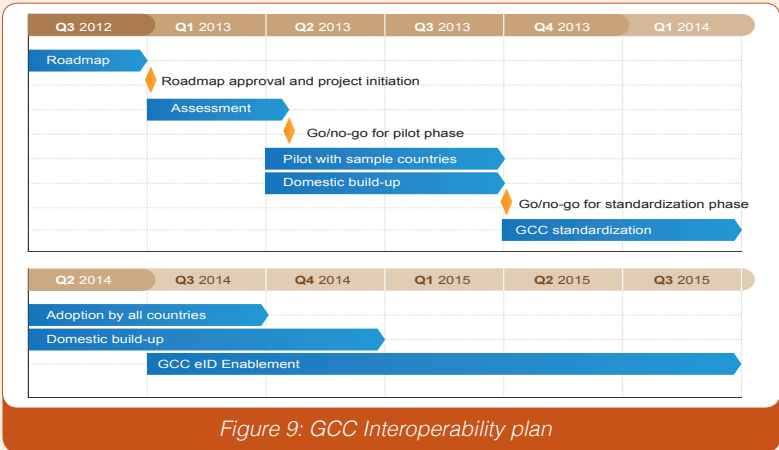 Q3 2012 Q1 2013 Q2 2013 Q3 2013 Q4 2013 Q1 2014
Roadmap
Roadmap approval and project initiation
Assessment
Go/no-go for pilot phase
Pilot with sample countries
Domestic build-up
Go/no-go for standardization phase
GCC standardization
Q2 2014 Q3 2014 Q4 2014 Q1 2015 Q2 2015 Q3 2015
Adoption by all countries
Domestic build-up
GCC eID Enablement
Figure 9: GCC Interoperability plan